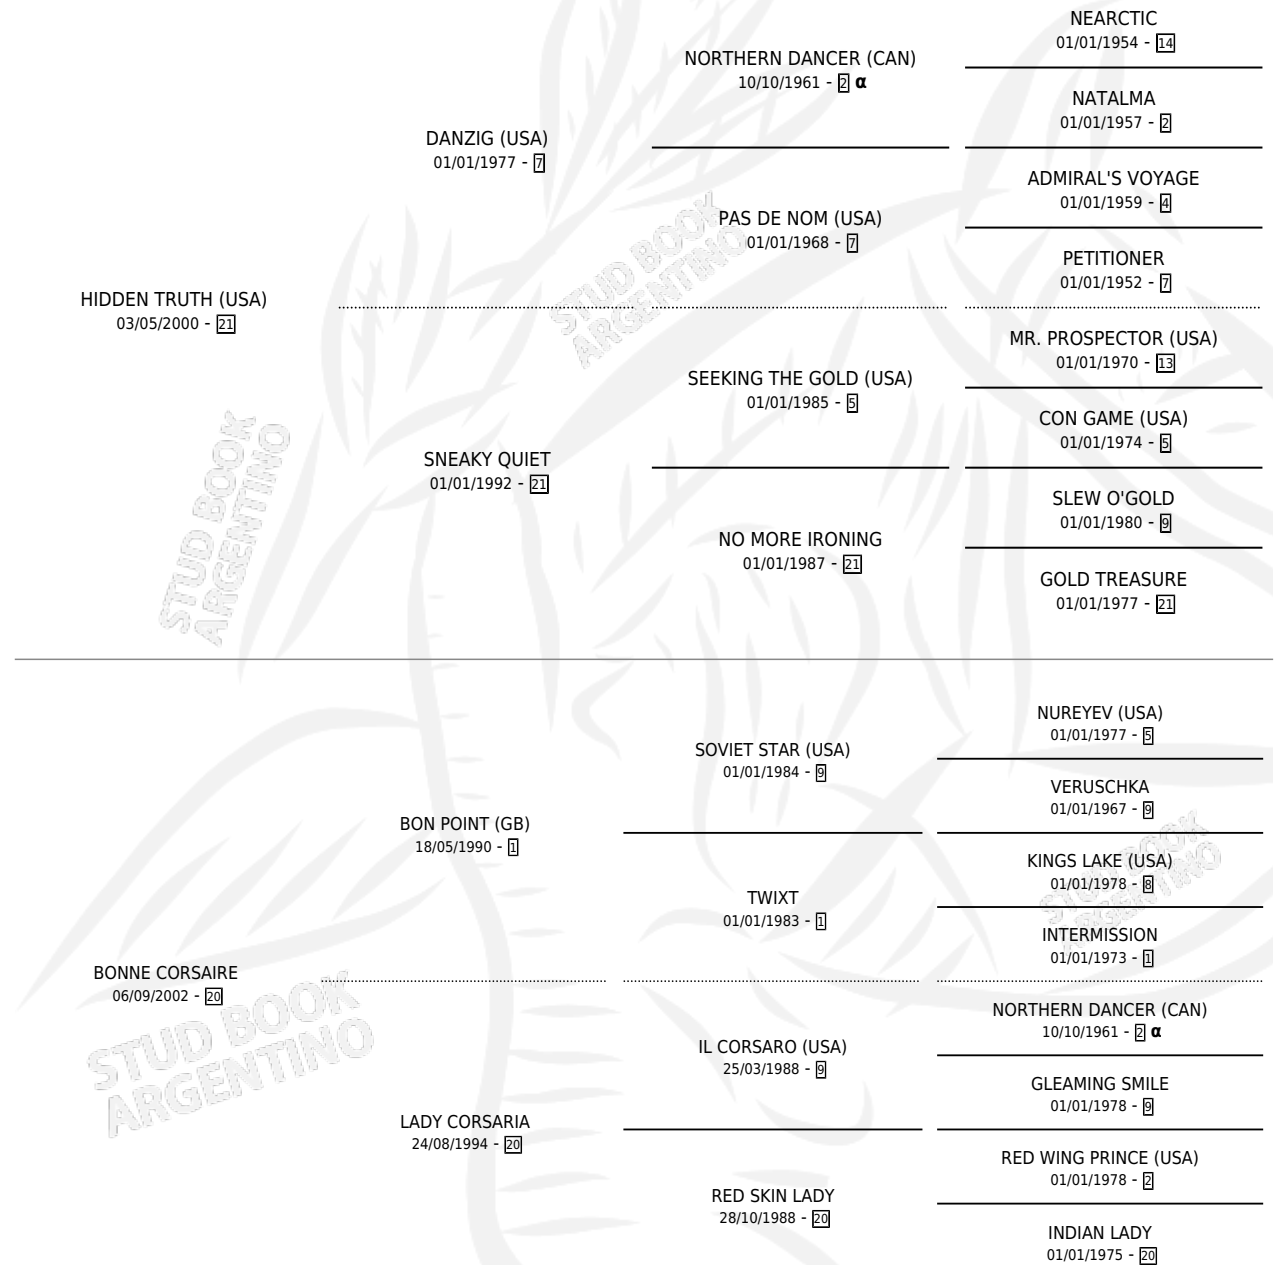 NEARCTIC
01/01/1954 - 14
NORTHERN DANCER (CAN)
10/10/1961 - 2 α
NATALMA
01/01/1957 - 2
DANZIG (USA)
01/01/1977 - 7
ADMIRAL'S VOYAGE
01/01/1959 - 4
PAS DE NOM (USA)
01/01/1968 - 7
PETITIONER
01/01/1952 - 7
HIDDEN TRUTH (USA)
03/05/2000 - 21
MR. PROSPECTOR (USA)
01/01/1970 - 13
SEEKING THE GOLD (USA)
01/01/1985 - 5
CON GAME (USA)
01/01/1974 - 5
SNEAKY QUIET
01/01/1992 - 21
SLEW O'GOLD
01/01/1980 - 9
NO MORE IRONING
01/01/1987 - 21
GOLD TREASURE
01/01/1977 - 21
STUD BOOK
ARGENTINO
STUD BOOK
ARGENTINO
NUREYEV (USA)
01/01/1977 - 5
SOVIET STAR (USA)
01/01/1984 - 9
VERUSCHKA
01/01/1967 - 9
BON POINT (GB)
18/05/1990 - 1
KINGS LAKE (USA)
01/01/1978 - 8
TWIXT
01/01/1983 - 1
INTERMISSION
01/01/1973 - 1
BONNE CORSAIRE
06/09/2002 - 20
NORTHERN DANCER (CAN)
10/10/1961 - 2 α
IL CORSARO (USA)
25/03/1988 - 9
GLEAMING SMILE
01/01/1978 - 9
LADY CORSARIA
24/08/1994 - 20
RED WING PRINCE (USA)
01/01/1978 - 2
RED SKIN LADY
28/10/1988 - 20
INDIAN LADY
01/01/1975 - 20
STUD BOOK
ARGENTINO
STUD BOOK
ARGENTINO